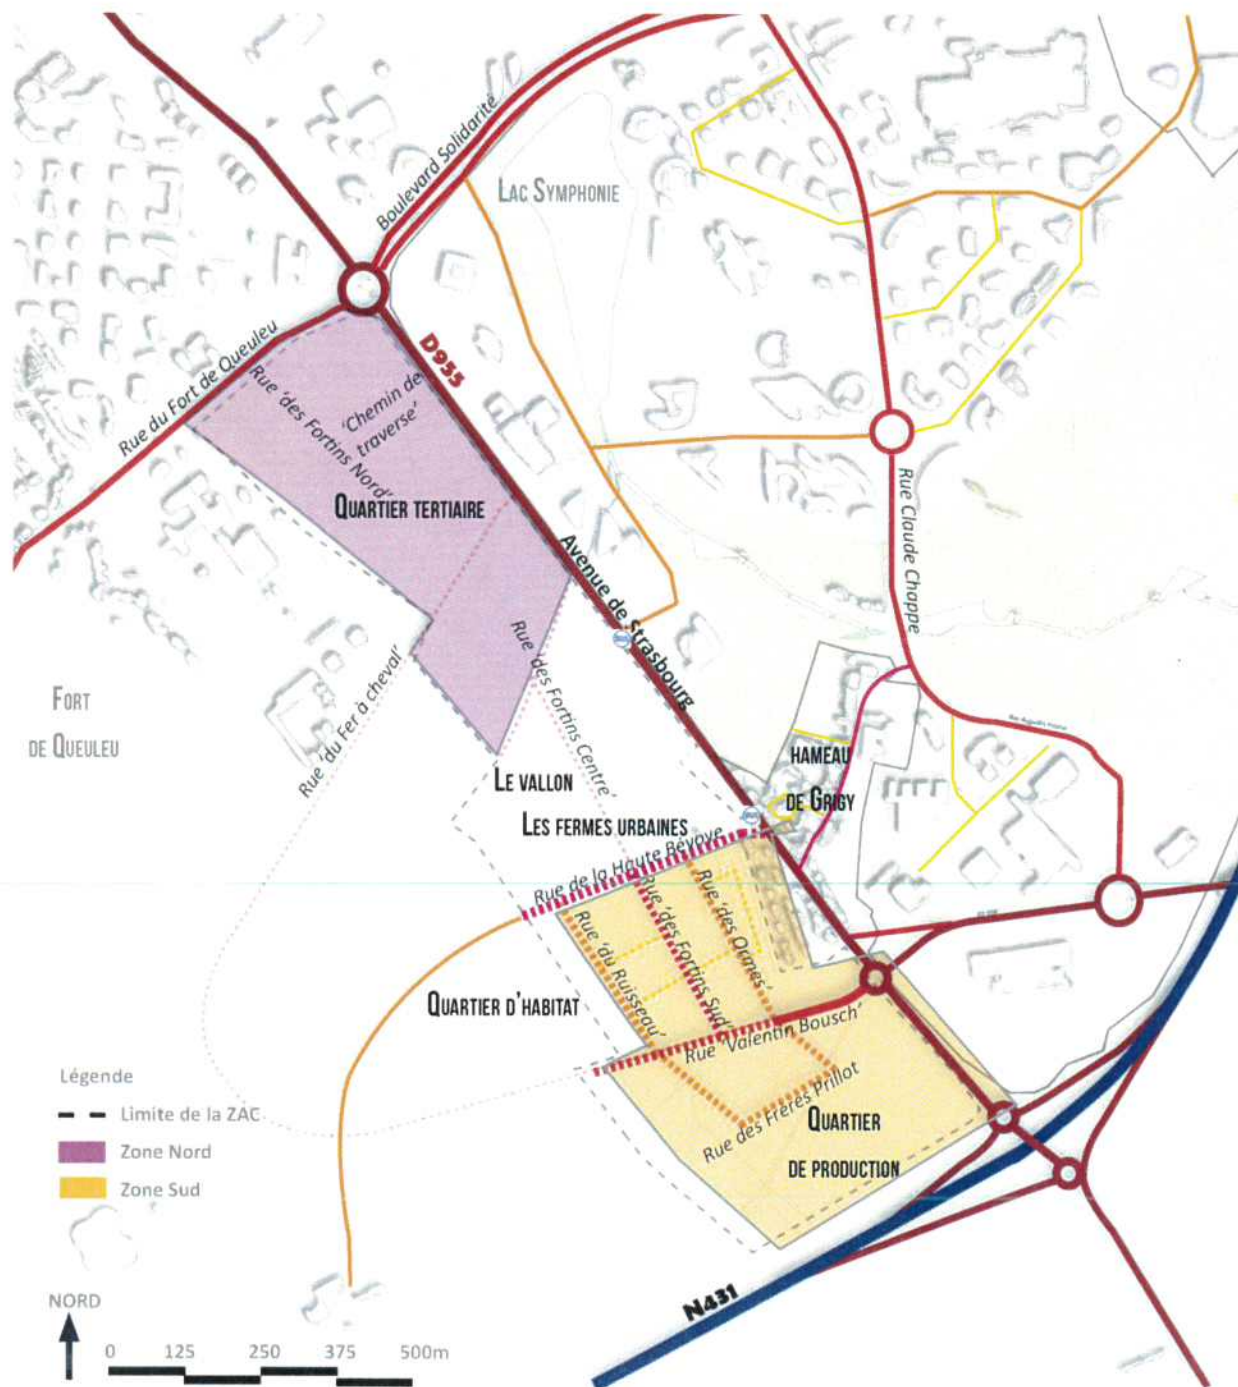 Boulevard Solidarité
LAC SYMPHONIE
Rue du Fort de Queuleu
D955
Rue 'des Fortins Nord'
'Chemin de
traverse'
QUARTIER TERTIAIRE
Rue Claude Chappe
Avenue de Strasbourg
Rue 'des Fortins Centre'
Rue 'du Fer à cheval'
FORT
DE QUEULEU
HAMEAU
DE GRIGY
LE VALLON
LES FERMES URBAINES
Rue de la Haute Bévoye
Rue 'des Ormes'
Rue 'des Fortins Sud'
Rue 'du Ruisseau'
QUARTIER D'HABITAT
Rue 'Valentin Bousch'
Rue des Frères Prillot
QUARTIER
DE PRODUCTION
N431
Légende
Limite de la ZAC
Zone Nord
Zone Sud
NORD
0 125 250 375 500m